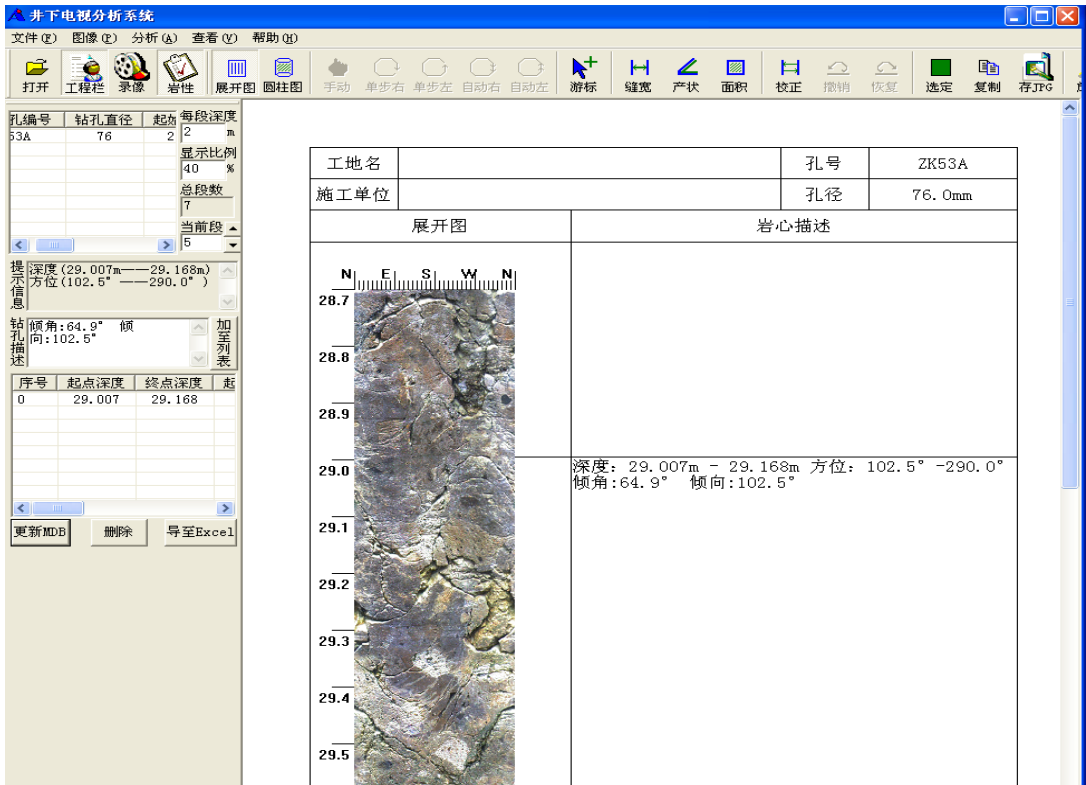 井下电视分析系统
文件(F) 图像(P) 分析(A) 查看(V) 帮助(H)
打开 工程栏 录像 岩性 展开图 圆柱图 手动 单步右 单步左 自动右 自动左 游标 缝宽 产状 面积 校正 撤销 恢复 选定 复制 存JPG
孔编号 钻孔直径 起始
53A 76 2
每段深度
2 m
显示比例
40 %
总段数
7
当前段
5
提示信息
深度(29.007m——29.168m)
方位(102.5° ——290.0° )
钻孔描述
倾角:64.9° 倾
向:102.5°
加至列表
序号 起点深度 终点深度 起
0 29.007 29.168
更新MDB 删除 导至Excel
工地名 孔号 ZK53A
施工单位 孔径 76.0mm
展开图 岩心描述
N E S W N
28.7
28.8
28.9
29.0
深度: 29.007m - 29.168m 方位: 102.5° -290.0°
倾角:64.9° 倾向:102.5°
29.1
29.2
29.3
29.4
29.5